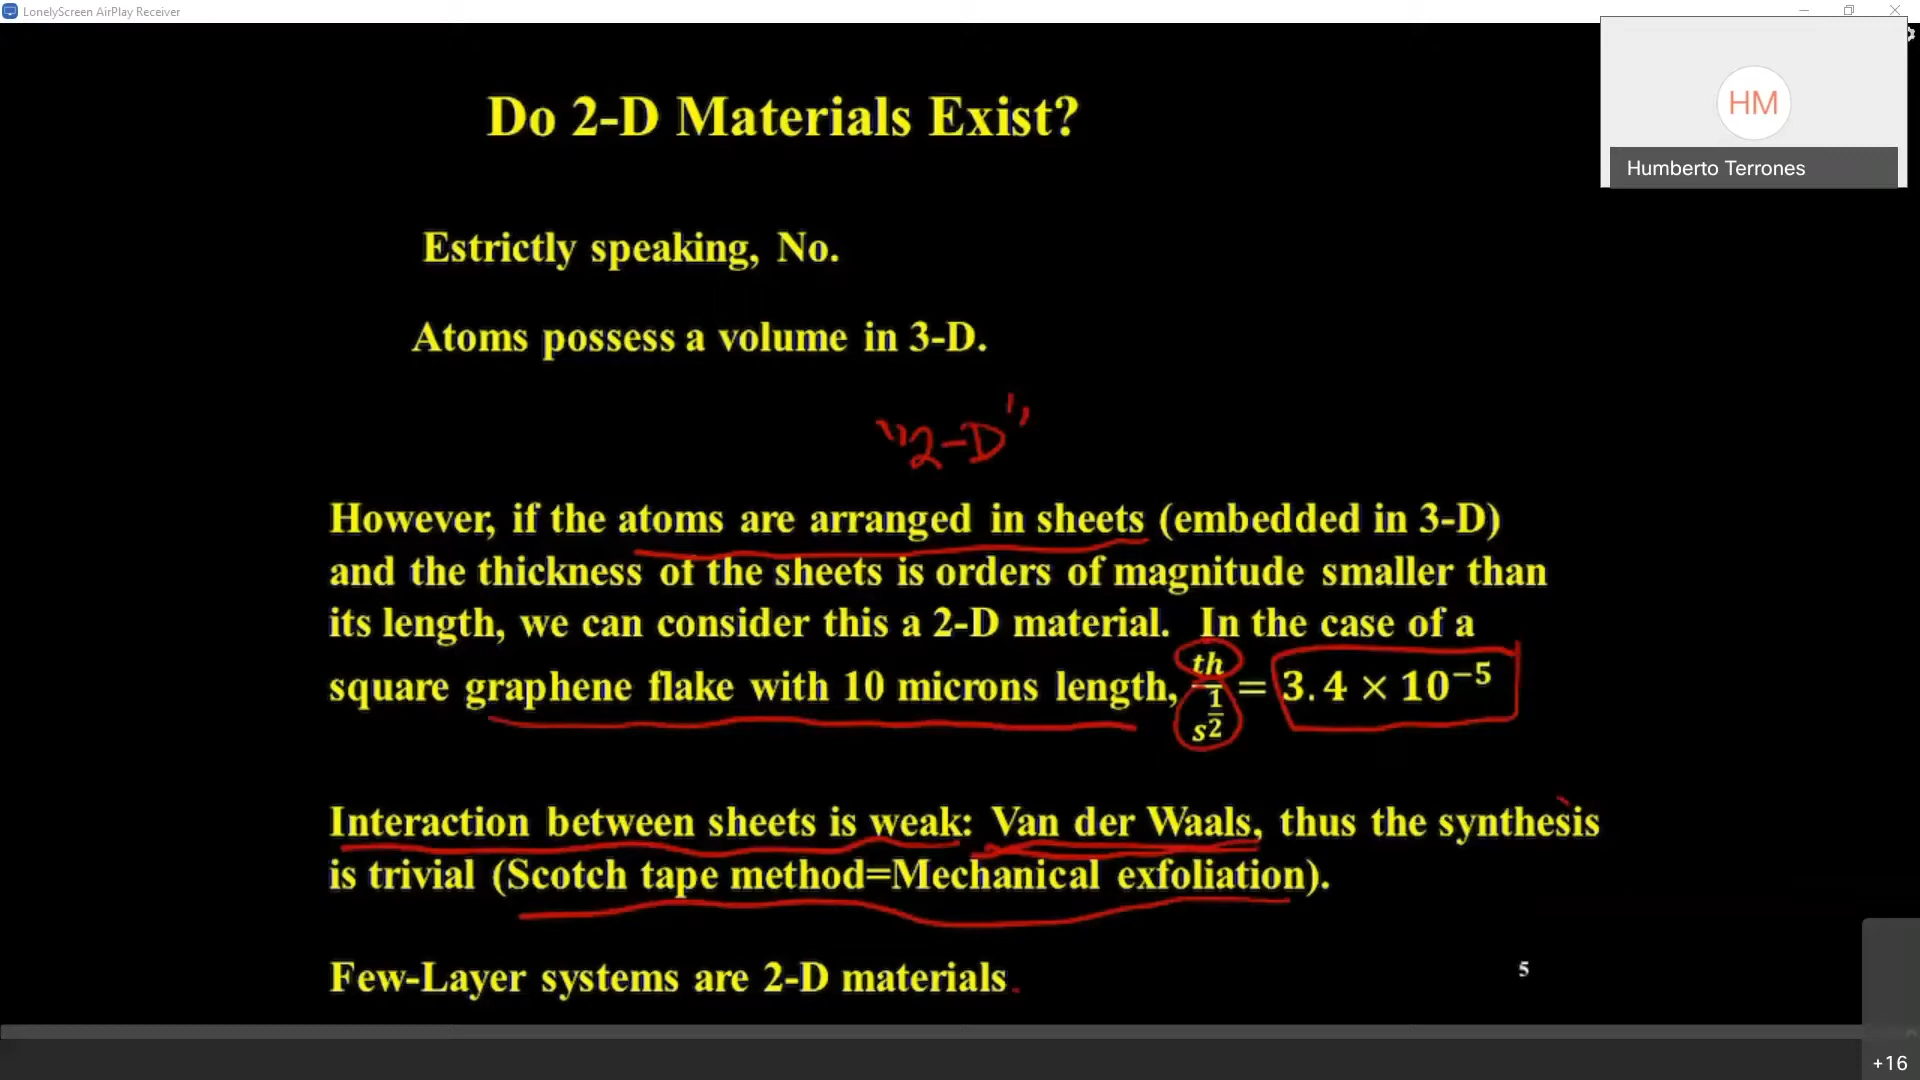 LonelyScreen AirPlay Receiver
HM
Humberto Terrones
Do 2-D Materials Exist?
Estrictly speaking, No.
Atoms possess a volume in 3-D.
"2-D"
However, if the atoms are arranged in sheets (embedded in 3-D)
and the thickness of the sheets is orders of magnitude smaller than
its length, we can consider this a 2-D material. In the case of a
square graphene flake with 10 microns length, th/s^(1/2) = 3.4 × 10⁻⁵
Interaction between sheets is weak: Van der Waals, thus the synthesis
is trivial (Scotch tape method=Mechanical exfoliation).
Few-Layer systems are 2-D materials.
5
+16